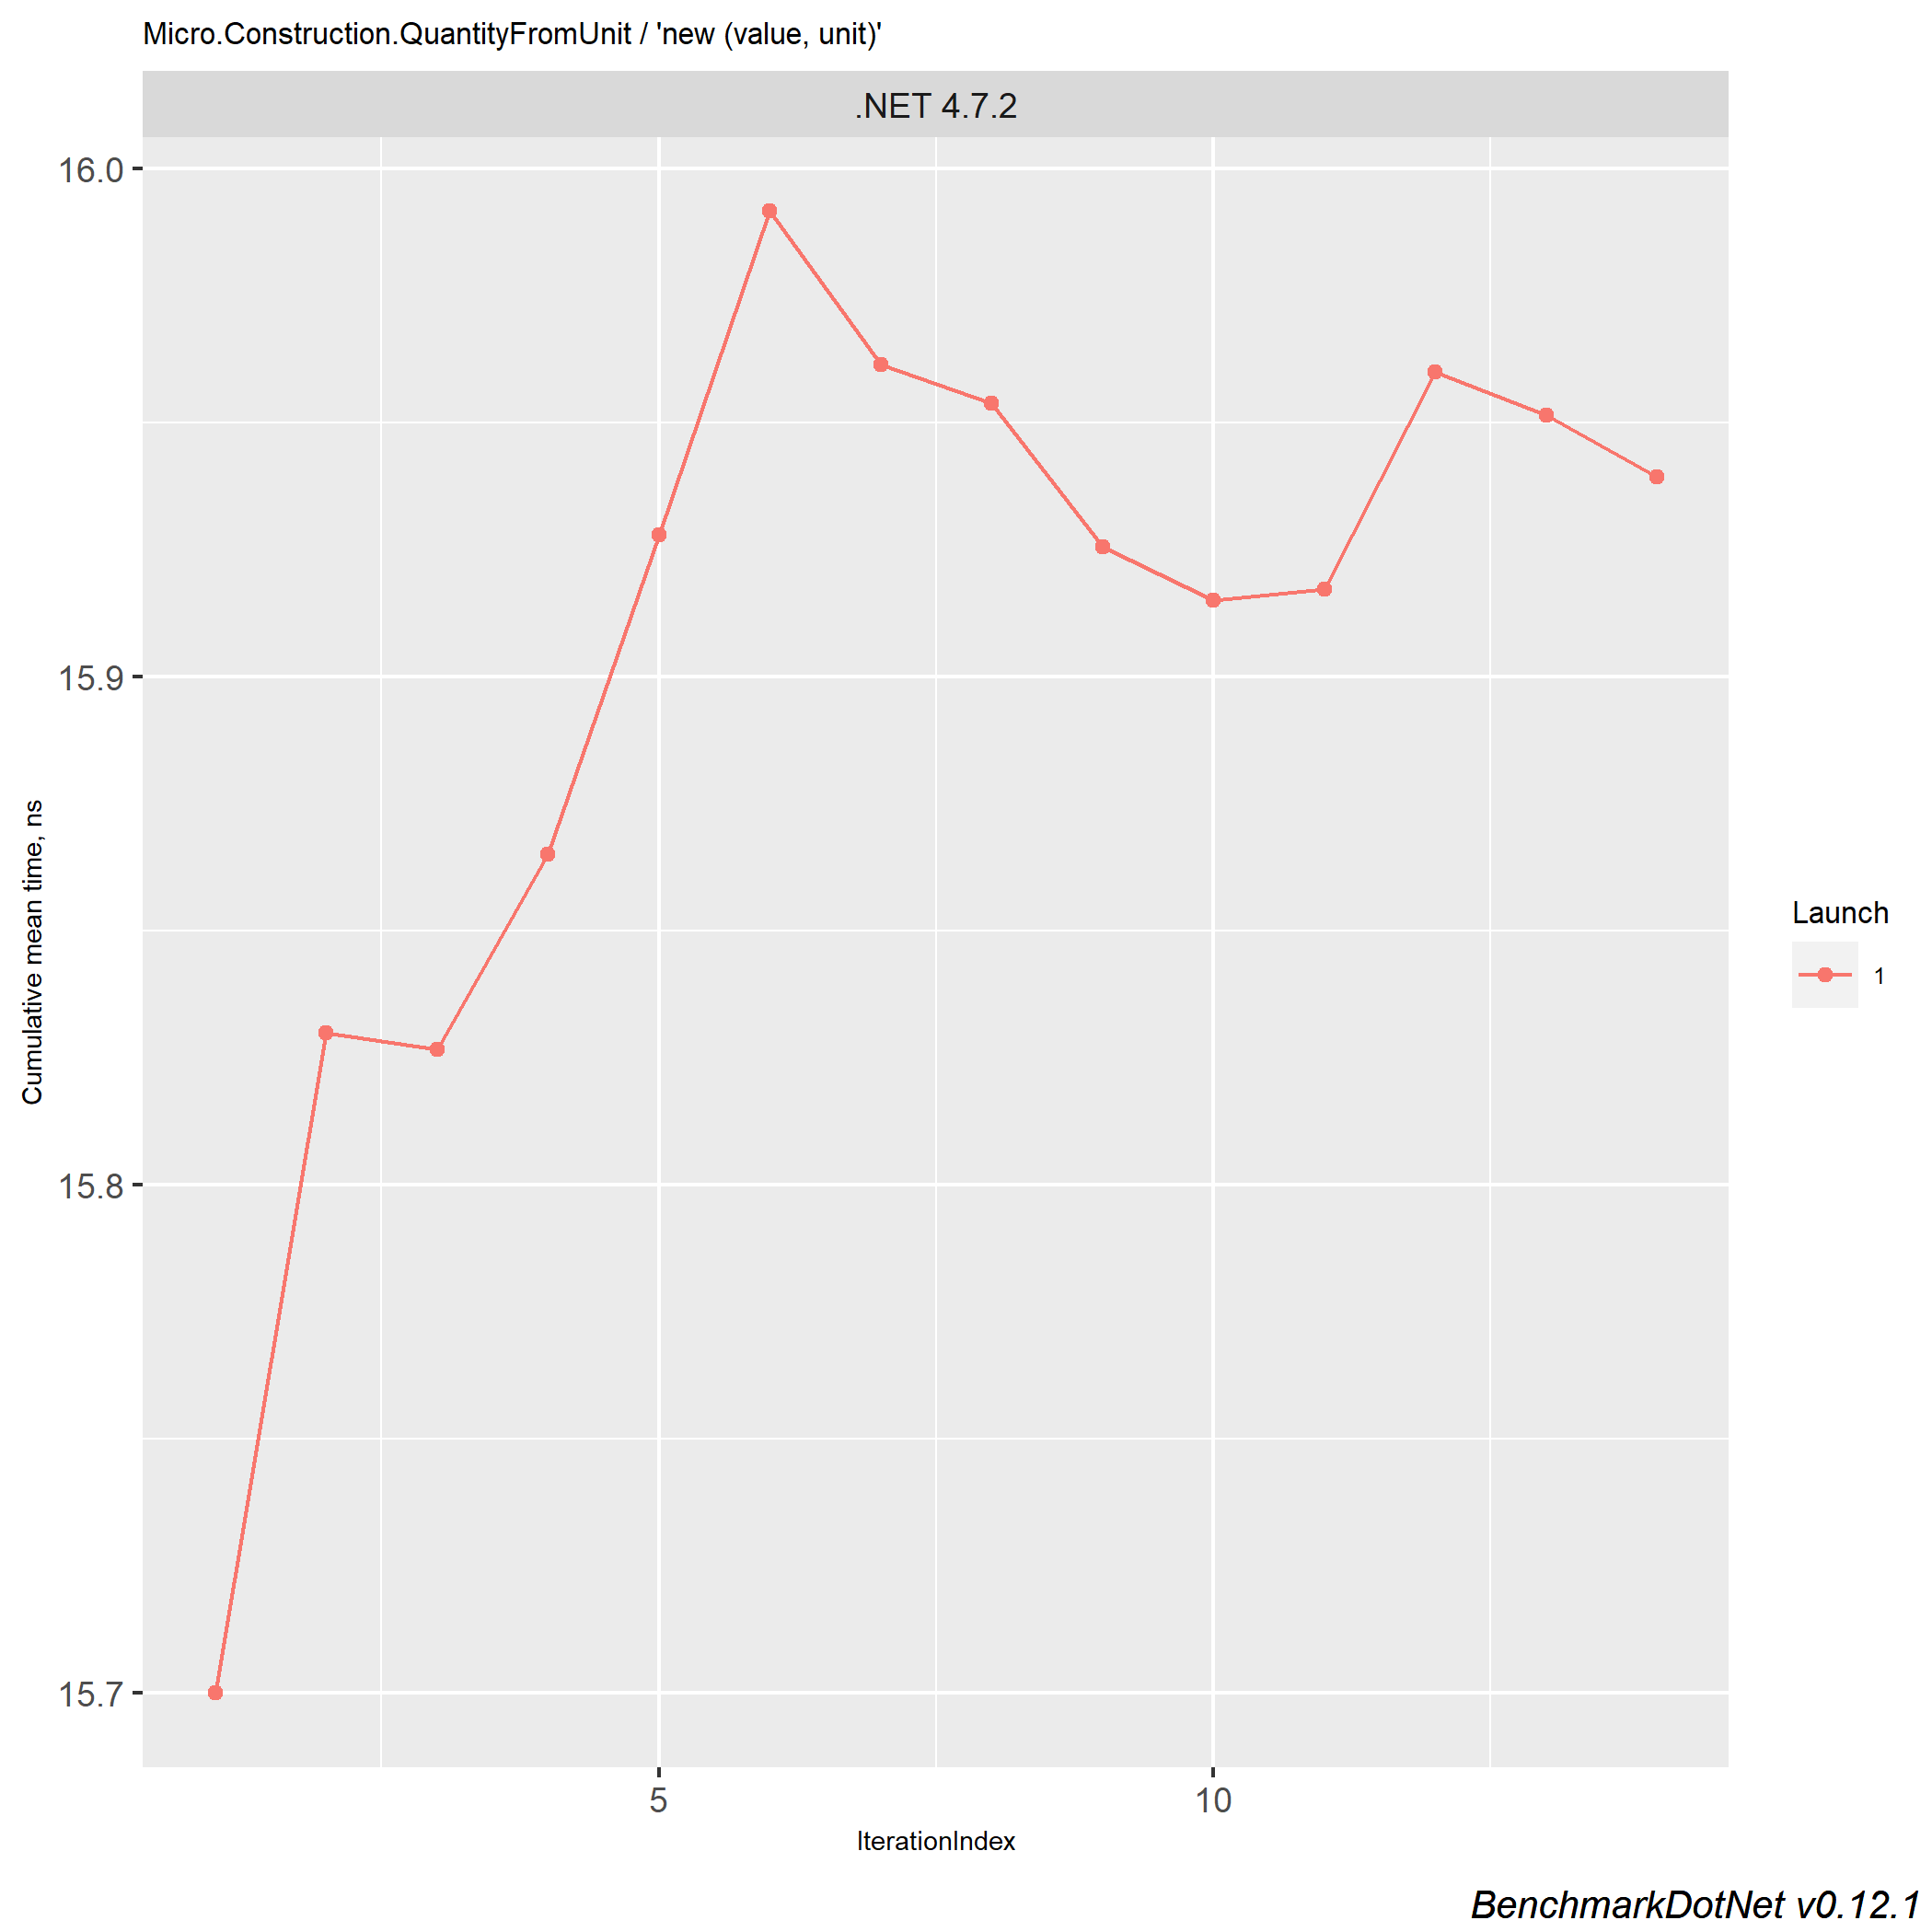 Micro.Construction.QuantityFromUnit / 'new (value, unit)'
.NET 4.7.2
16.0
15.9
15.8
15.7
Cumulative mean time, ns
5
10
IterationIndex
Launch
1
BenchmarkDotNet v0.12.1